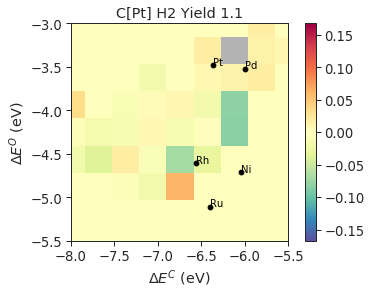 C[Pt] H2 Yield 1.1
−3.0
−3.5
−4.0
−4.5
−5.0
−5.5
ΔE^O (eV)
Pt
Pd
Rh
Ni
Ru
−8.0 −7.5 −7.0 −6.5 −6.0 −5.5
ΔE^C (eV)
0.15
0.10
0.05
0.00
−0.05
−0.10
−0.15